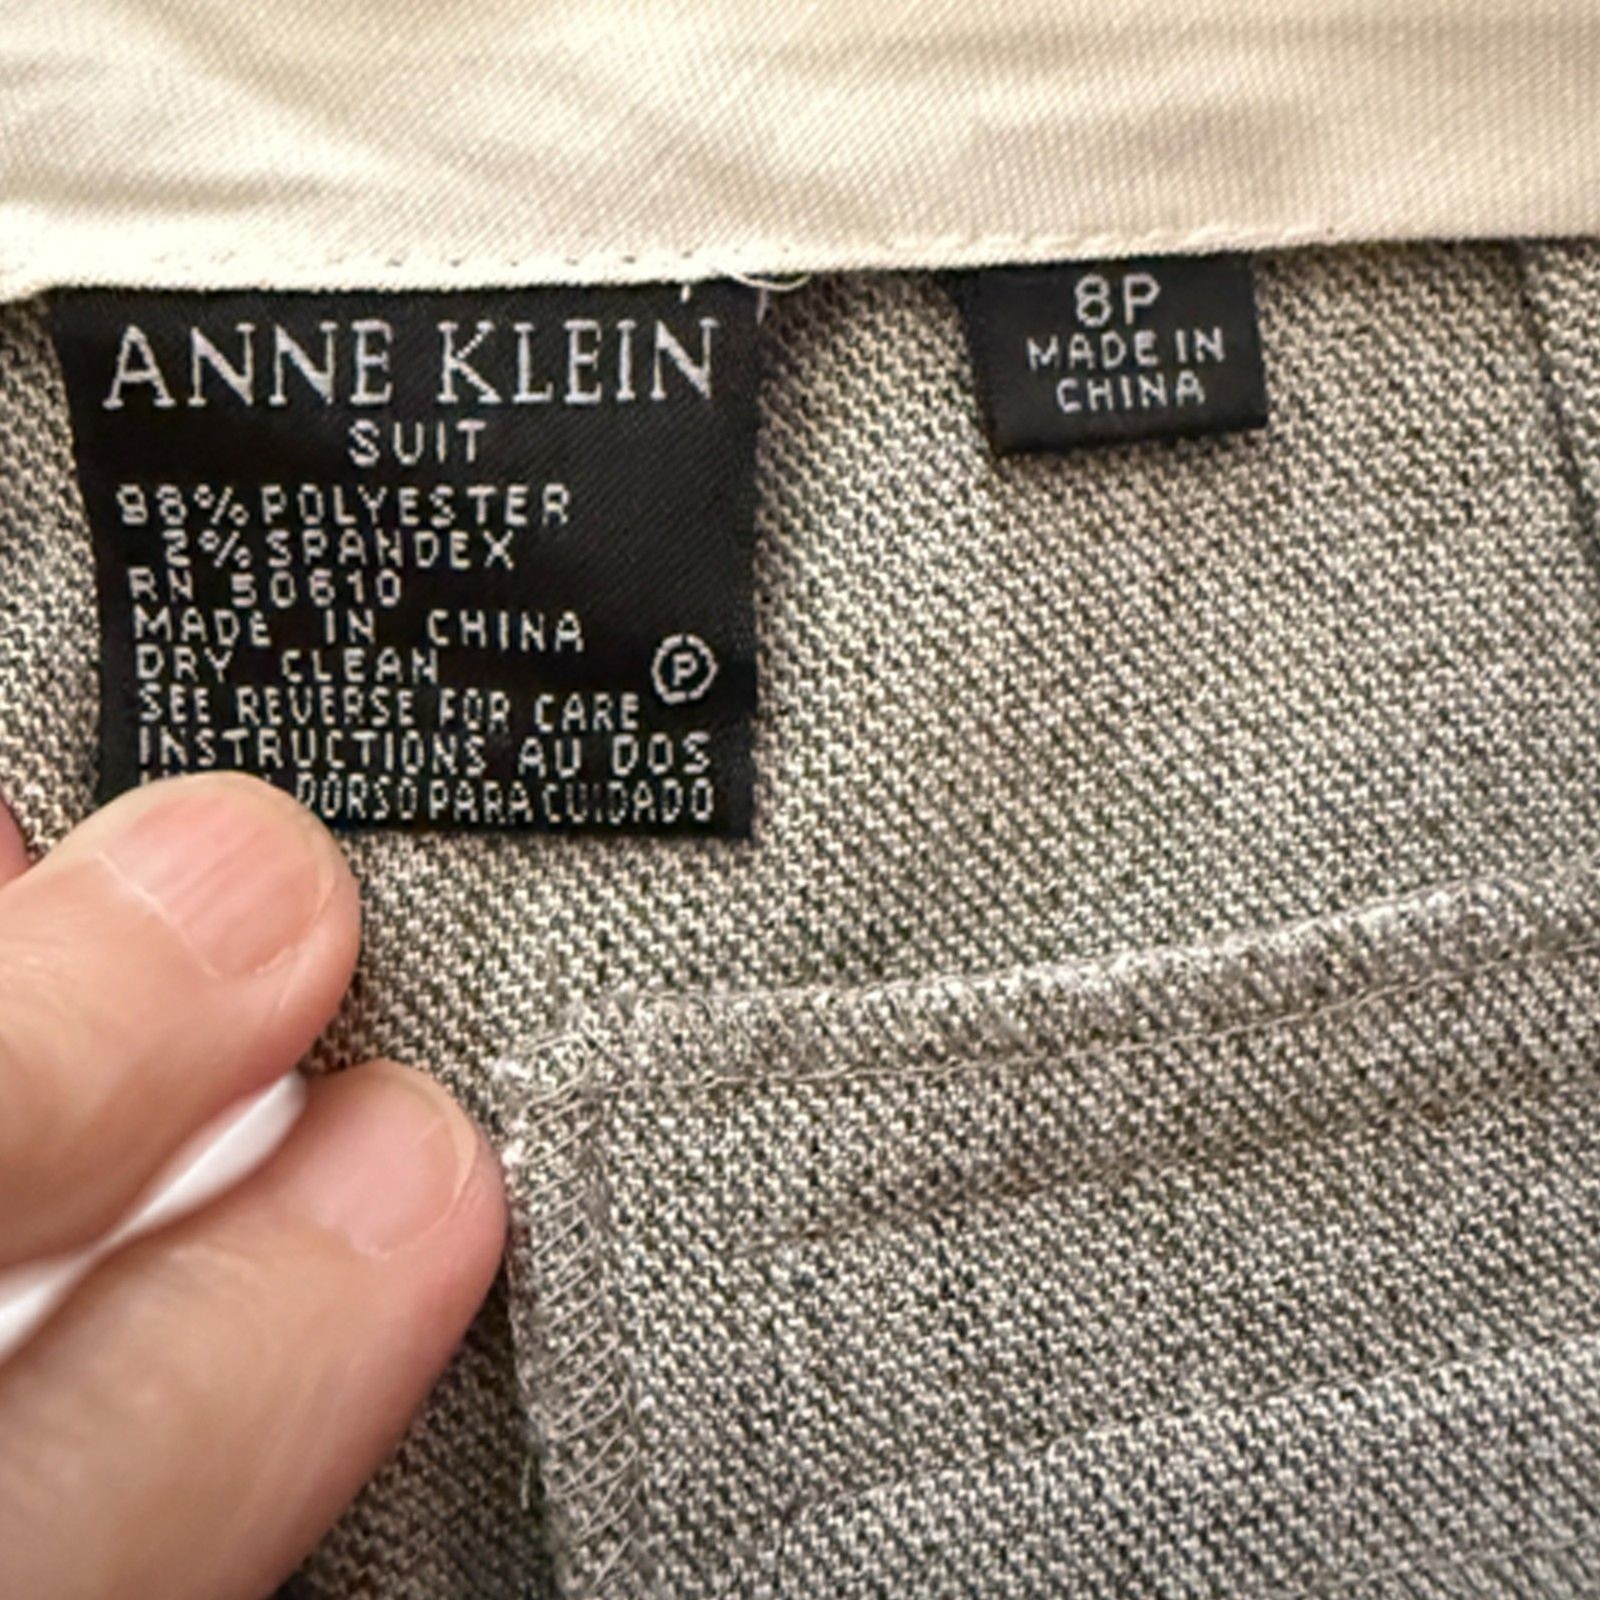 ANNE KLEIN
SUIT
98% POLYESTER
2% SPANDEX
RN 50610
MADE IN CHINA
DRY CLEAN
P
SEE REVERSE FOR CARE
INSTRUCTIONS AU DOS
DORSO PARA CUIDADO
8P
MADE IN
CHINA